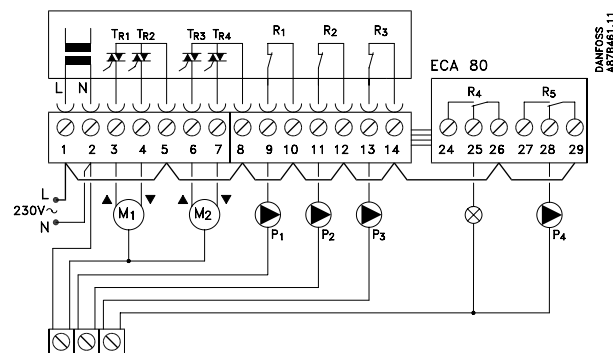 TR1 TR2 TR3 TR4 R1 R2 R3
L N
ECA 80
R4 R5
DANFOSS
A87B461.11
1 2 3 4 5 6 7 8 9 10 11 12 13 14
24 25 26 27 28 29
L
230V~
N
M1 M2
P1 P2 P3 P4